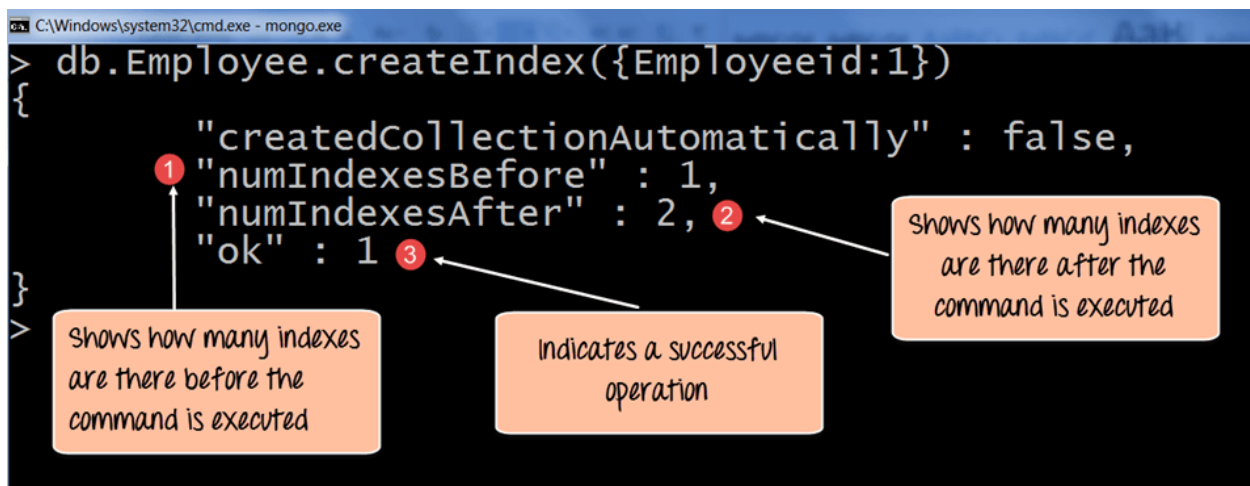 C:\Windows\system32\cmd.exe - mongo.exe
> db.Employee.createIndex({Employeeid:1})
{
"createdCollectionAutomatically" : false,
1 "numIndexesBefore" : 1,
"numIndexesAfter" : 2, 2
"ok" : 1 3
}
>
Shows how many indexes
are there before the
command is executed
Indicates a successful
operation
Shows how many indexes
are there after the
command is executed